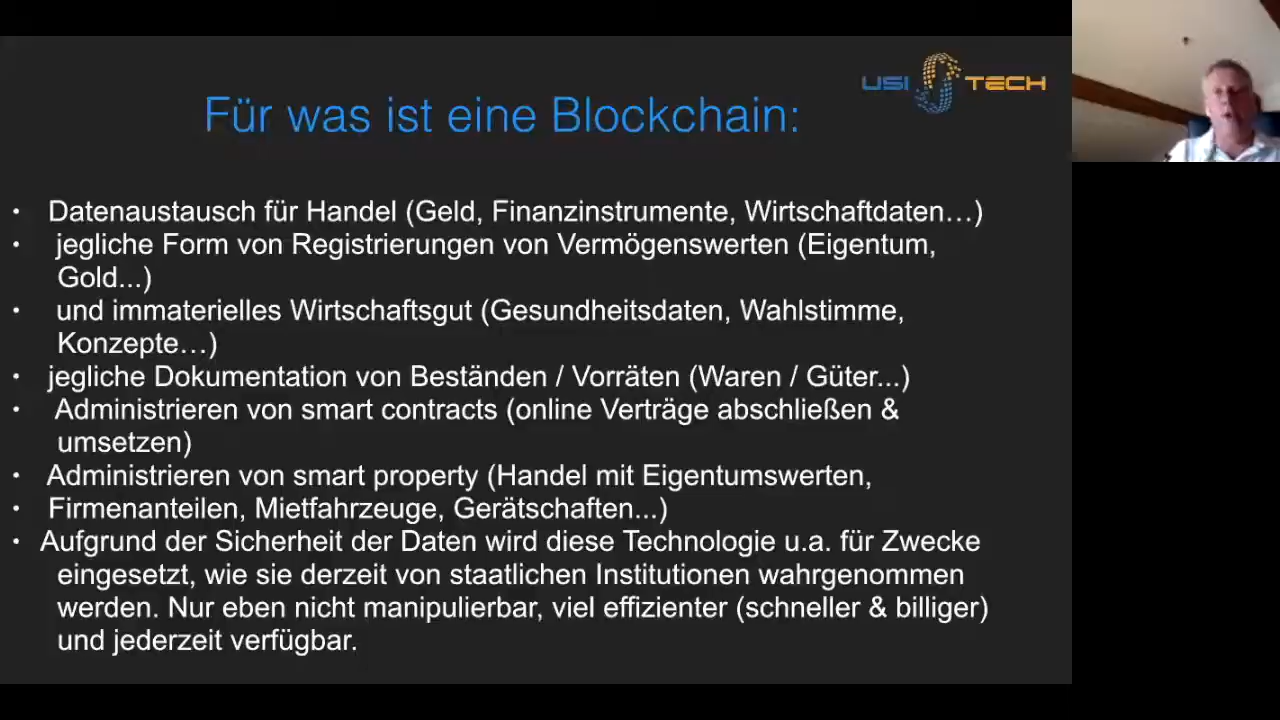 USI TECH
Für was ist eine Blockchain:
• Datenaustausch für Handel (Geld, Finanzinstrumente, Wirtschaftdaten…)
• jegliche Form von Registrierungen von Vermögenswerten (Eigentum,
Gold...)
• und immaterielles Wirtschaftsgut (Gesundheitsdaten, Wahlstimme,
Konzepte…)
• jegliche Dokumentation von Beständen / Vorräten (Waren / Güter...)
• Administrieren von smart contracts (online Verträge abschließen &
umsetzen)
• Administrieren von smart property (Handel mit Eigentumswerten,
• Firmenanteilen, Mietfahrzeuge, Gerätschaften...)
• Aufgrund der Sicherheit der Daten wird diese Technologie u.a. für Zwecke
eingesetzt, wie sie derzeit von staatlichen Institutionen wahrgenommen
werden. Nur eben nicht manipulierbar, viel effizienter (schneller & billiger)
und jederzeit verfügbar.